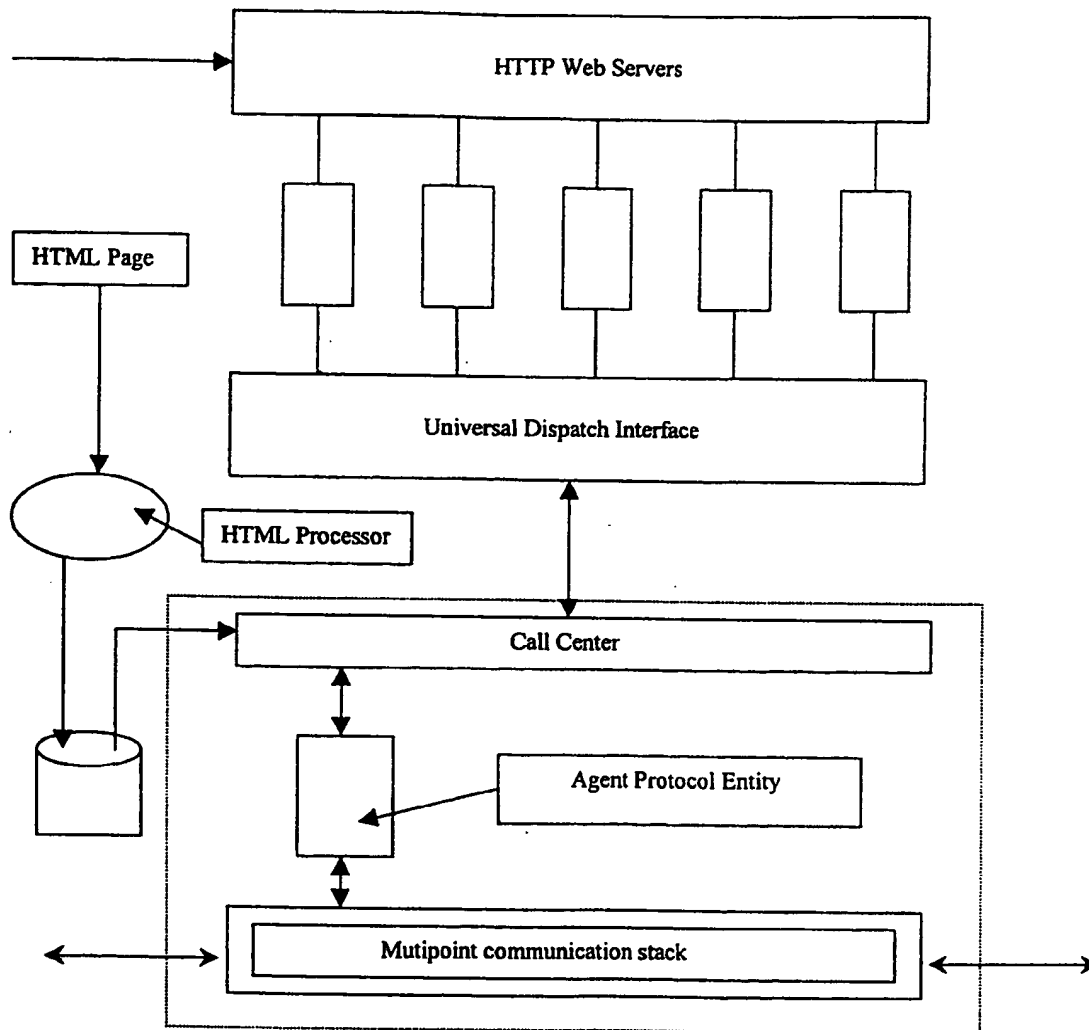 HTTP Web Servers
HTML Page
Universal Dispatch Interface
HTML Processor
Call Center
Agent Protocol Entity
Mutipoint communication stack